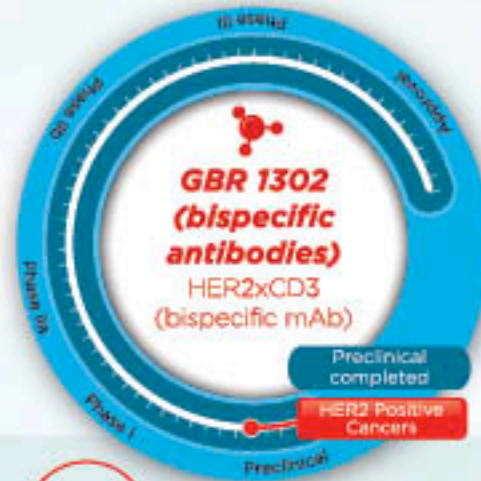 Phase III
Approval
Phase IIb
GBR 1302
(bispecific
antibodies)
HER2xCD3
(bispecific mAb)
Phase IIA
Preclinical
completed
HER2 Positive
Cancers
Phase I
Preclinical